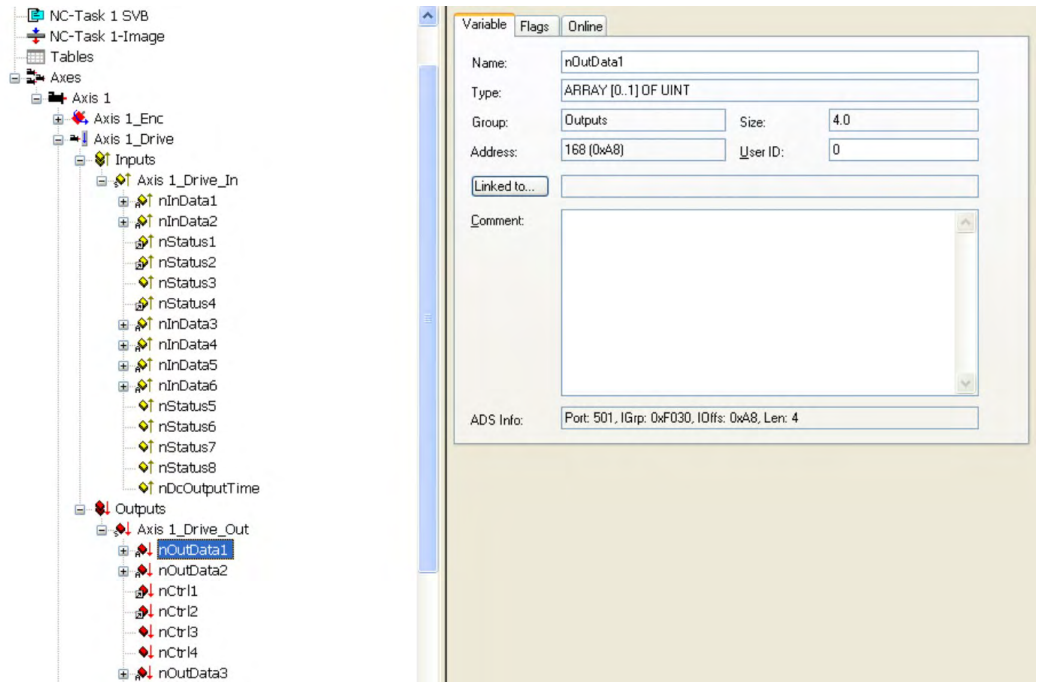 NC-Task 1 SVB
NC-Task 1-Image
Tables
Axes
Axis 1
Axis 1_Enc
Axis 1_Drive
Inputs
Axis 1_Drive_In
nInData1
nInData2
nStatus1
nStatus2
nStatus3
nStatus4
nInData3
nInData4
nInData5
nInData6
nStatus5
nStatus6
nStatus7
nStatus8
nDcOutputTime
Outputs
Axis 1_Drive_Out
nOutData1
nOutData2
nCtrl1
nCtrl2
nCtrl3
nCtrl4
nOutData3
Variable Flags Online
Name: nOutData1
Type: ARRAY [0..1] OF UINT
Group: Outputs Size: 4.0
Address: 168 (0xA8) User ID: 0
Linked to...
Comment:
ADS Info: Port: 501, IGrp: 0xF030, IOffs: 0xA8, Len: 4